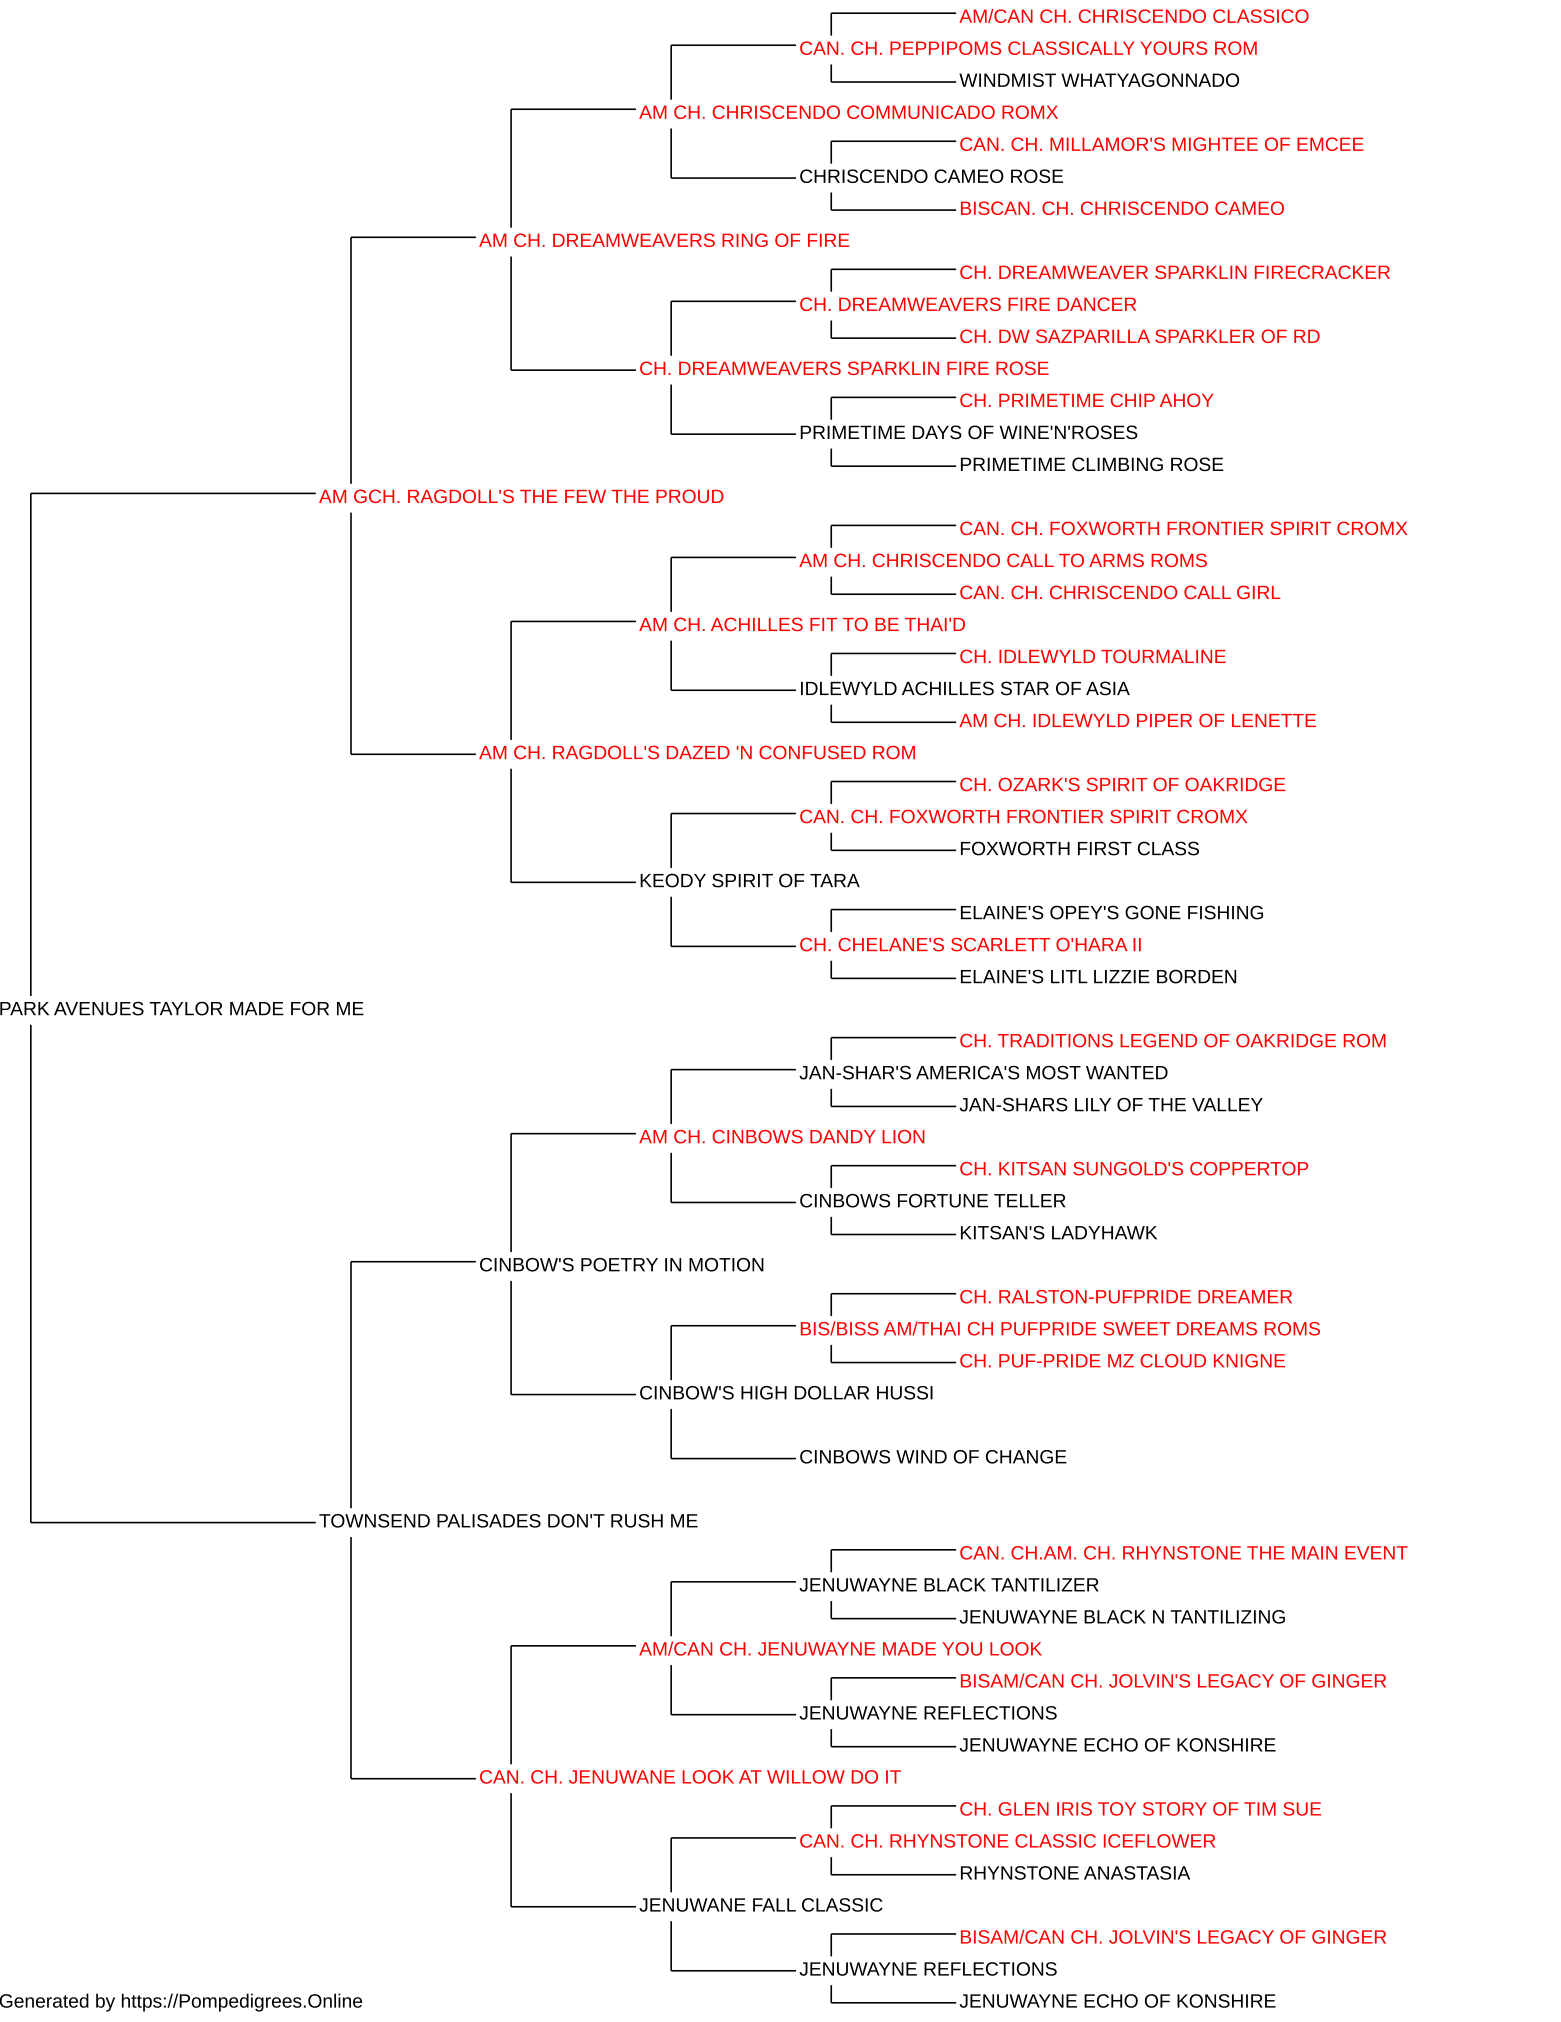 AM/CAN CH. CHRISCENDO CLASSICO
CAN. CH. PEPPIPOMS CLASSICALLY YOURS ROM
WINDMIST WHATYAGONNADO
AM CH. CHRISCENDO COMMUNICADO ROMX
CAN. CH. MILLAMOR'S MIGHTEE OF EMCEE
CHRISCENDO CAMEO ROSE
BISCAN. CH. CHRISCENDO CAMEO
AM CH. DREAMWEAVERS RING OF FIRE
CH. DREAMWEAVER SPARKLIN FIRECRACKER
CH. DREAMWEAVERS FIRE DANCER
CH. DW SAZPARILLA SPARKLER OF RD
CH. DREAMWEAVERS SPARKLIN FIRE ROSE
CH. PRIMETIME CHIP AHOY
PRIMETIME DAYS OF WINE'N'ROSES
PRIMETIME CLIMBING ROSE
AM GCH. RAGDOLL'S THE FEW THE PROUD
CAN. CH. FOXWORTH FRONTIER SPIRIT CROMX
AM CH. CHRISCENDO CALL TO ARMS ROMS
CAN. CH. CHRISCENDO CALL GIRL
AM CH. ACHILLES FIT TO BE THAI'D
CH. IDLEWYLD TOURMALINE
IDLEWYLD ACHILLES STAR OF ASIA
AM CH. IDLEWYLD PIPER OF LENETTE
AM CH. RAGDOLL'S DAZED 'N CONFUSED ROM
CH. OZARK'S SPIRIT OF OAKRIDGE
CAN. CH. FOXWORTH FRONTIER SPIRIT CROMX
FOXWORTH FIRST CLASS
KEODY SPIRIT OF TARA
ELAINE'S OPEY'S GONE FISHING
CH. CHELANE'S SCARLETT O'HARA II
ELAINE'S LITL LIZZIE BORDEN
PARK AVENUES TAYLOR MADE FOR ME
CH. TRADITIONS LEGEND OF OAKRIDGE ROM
JAN-SHAR'S AMERICA'S MOST WANTED
JAN-SHARS LILY OF THE VALLEY
AM CH. CINBOWS DANDY LION
CH. KITSAN SUNGOLD'S COPPERTOP
CINBOWS FORTUNE TELLER
KITSAN'S LADYHAWK
CINBOW'S POETRY IN MOTION
CH. RALSTON-PUFPRIDE DREAMER
BIS/BISS AM/THAI CH PUFPRIDE SWEET DREAMS ROMS
CH. PUF-PRIDE MZ CLOUD KNIGNE
CINBOW'S HIGH DOLLAR HUSSI
CINBOWS WIND OF CHANGE
TOWNSEND PALISADES DON'T RUSH ME
CAN. CH.AM. CH. RHYNSTONE THE MAIN EVENT
JENUWAYNE BLACK TANTILIZER
JENUWAYNE BLACK N TANTILIZING
AM/CAN CH. JENUWAYNE MADE YOU LOOK
BISAM/CAN CH. JOLVIN'S LEGACY OF GINGER
JENUWAYNE REFLECTIONS
JENUWAYNE ECHO OF KONSHIRE
CAN. CH. JENUWANE LOOK AT WILLOW DO IT
CH. GLEN IRIS TOY STORY OF TIM SUE
CAN. CH. RHYNSTONE CLASSIC ICEFLOWER
RHYNSTONE ANASTASIA
JENUWANE FALL CLASSIC
BISAM/CAN CH. JOLVIN'S LEGACY OF GINGER
JENUWAYNE REFLECTIONS
JENUWAYNE ECHO OF KONSHIRE
Generated by https://Pompedigrees.Online